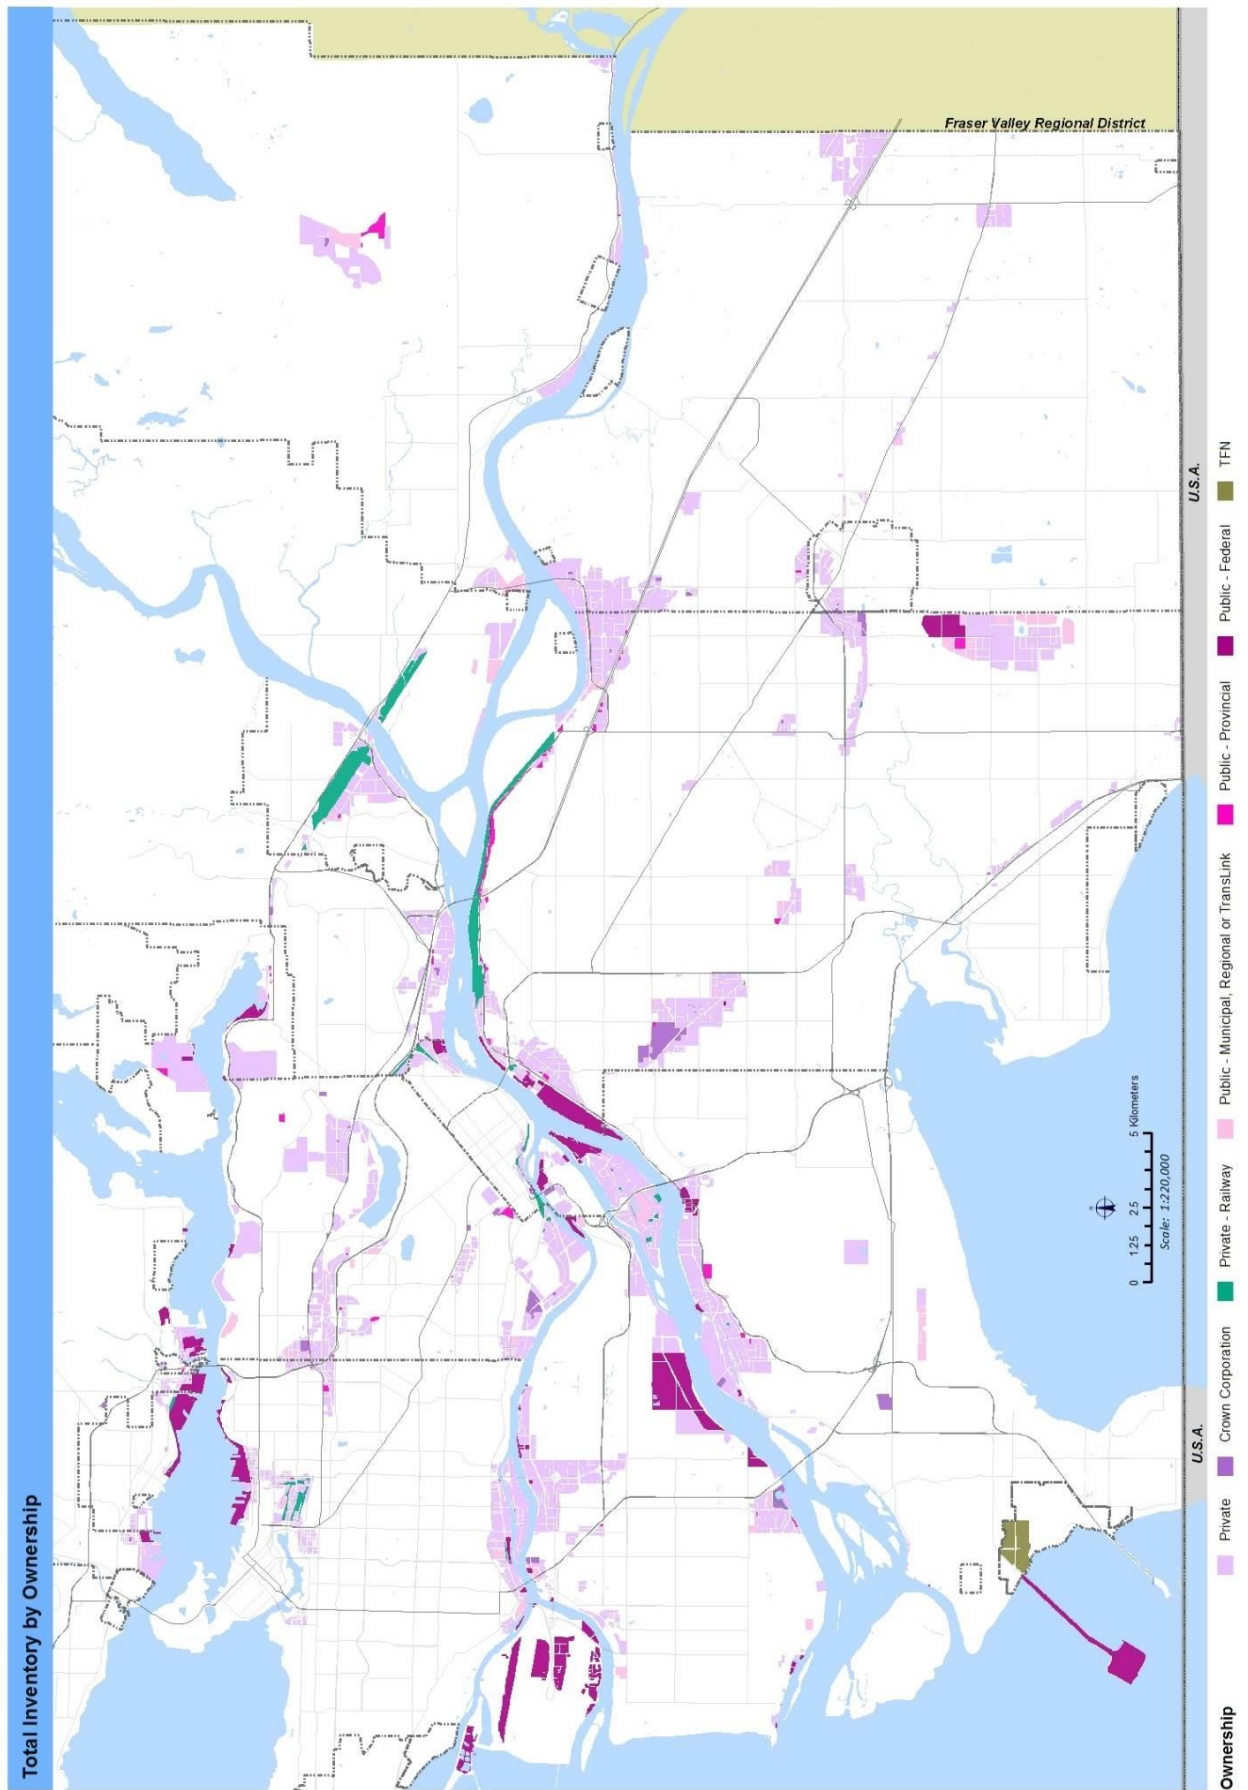 Total Inventory by Ownership
Fraser Valley Regional District
0 1.25 2.5 5 Kilometers
Scale: 1:220,000
U.S.A.
U.S.A.
Ownership
Private
Crown Corporation
Private - Railway
Public - Municipal, Regional or TransLink
Public - Provincial
Public - Federal
TFN